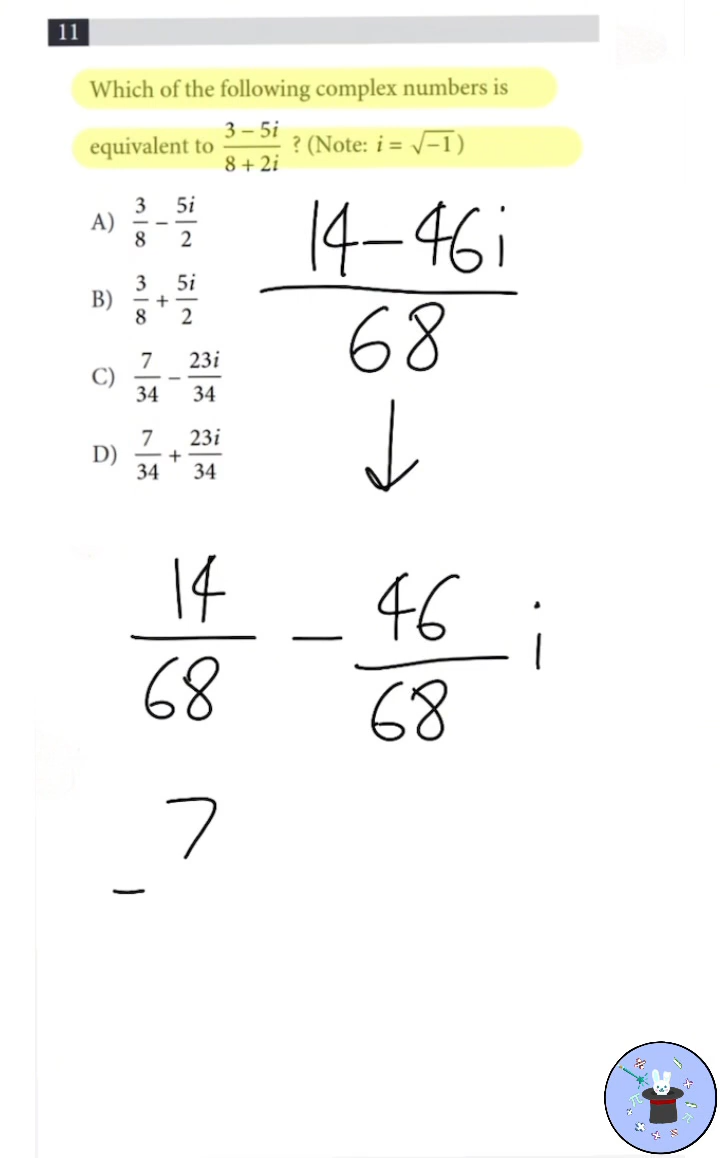 11
Which of the following complex numbers is
equivalent to (3 – 5i)/(8 + 2i) ? (Note: i = √–1)
A) 3/8 – 5i/2
B) 3/8 + 5i/2
C) 7/34 – 23i/34
D) 7/34 + 23i/34
14 – 46i
68
↓
14/68 – 46/68 i
7
–